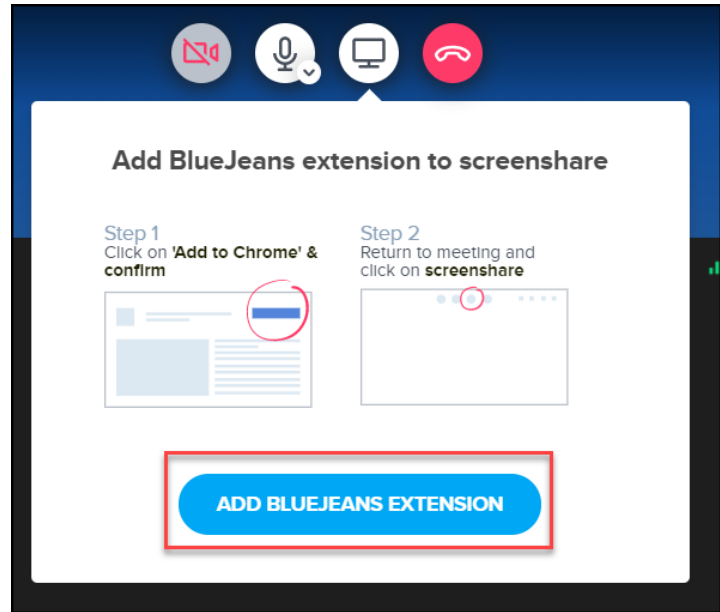 Add BlueJeans extension to screenshare
Step 1
Click on 'Add to Chrome' &
confirm
Step 2
Return to meeting and
click on screenshare
ADD BLUEJEANS EXTENSION